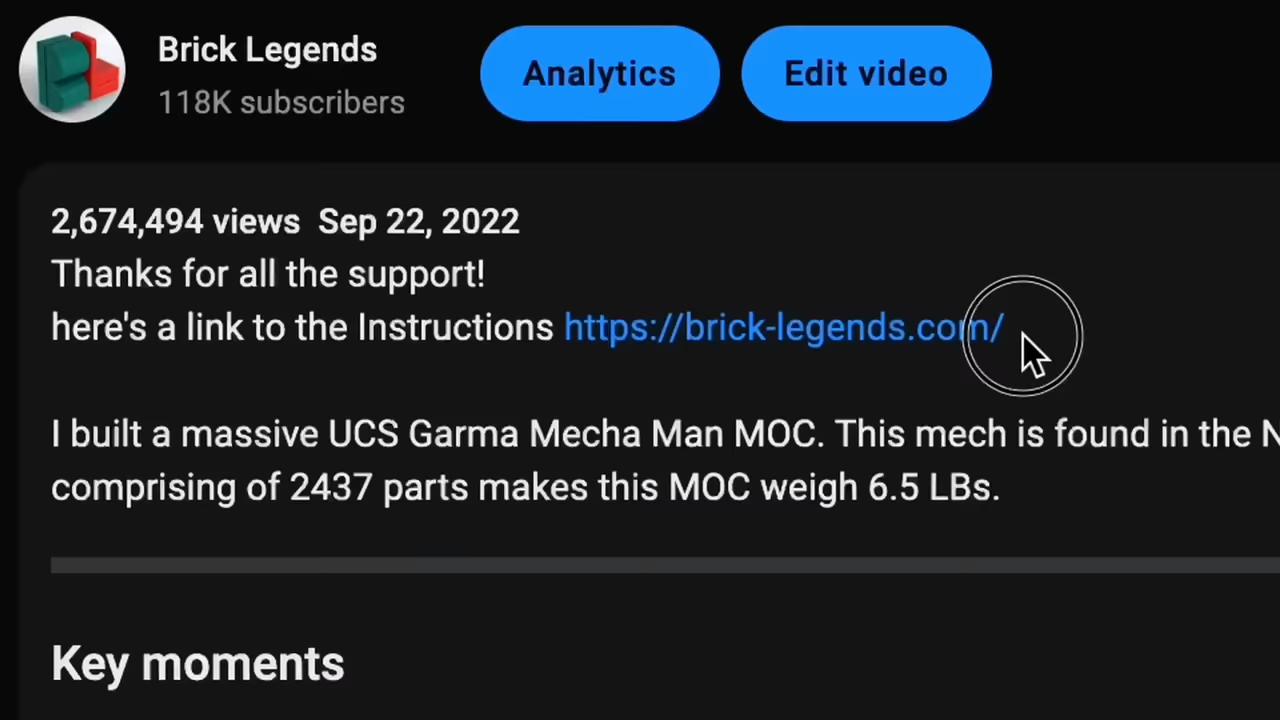 Brick Legends
118K subscribers
Analytics
Edit video
2,674,494 views Sep 22, 2022
Thanks for all the support!
here's a link to the Instructions https://brick-legends.com/
I built a massive UCS Garma Mecha Man MOC. This mech is found in the
comprising of 2437 parts makes this MOC weigh 6.5 LBs.
Key moments